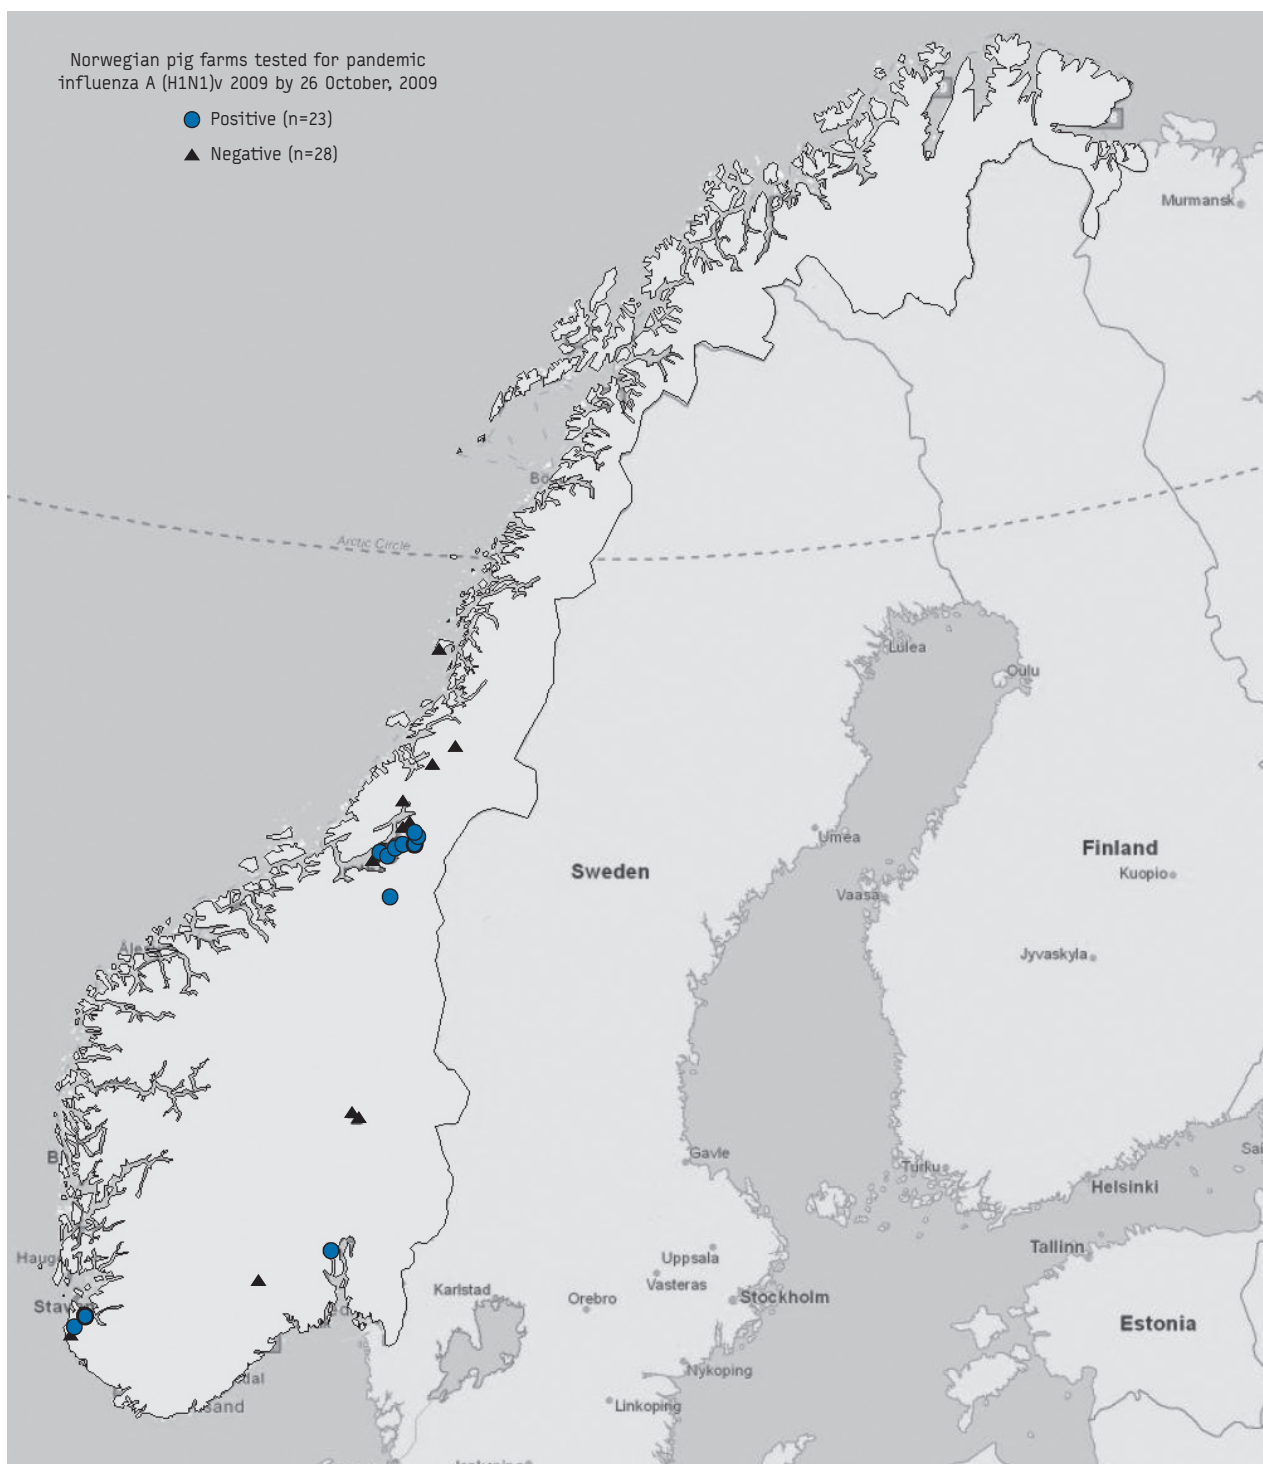 Norwegian pig farms tested for pandemic
influenza A (H1N1)v 2009 by 26 October, 2009
Positive (n=23)
Negative (n=28)
Murmansk
Arctic Circle
Lulea
Oulu
Umea
Finland
Sweden
Kuopio
Vaasa
Jyvaskyla
Gavle
Turku
Helsinki
Uppsala
Tallinn
Vasteras
Karlstad
Orebro
Stockholm
Estonia
Nykoping
Linkoping